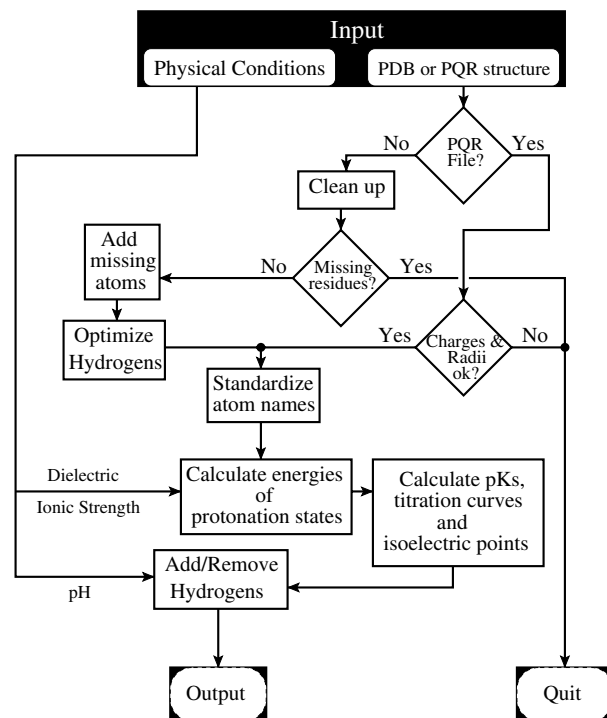 Input
Physical Conditions
PDB or PQR structure
No
PQR
File?
Yes
Clean up
Add
missing
atoms
No
Missing
residues?
Yes
Optimize
Hydrogens
Yes
Charges &
Radii
ok?
No
Standardize
atom names
Dielectric
Ionic Strength
Calculate energies
of
protonation states
Calculate pKs,
titration curves
and
isoelectric points
pH
Add/Remove
Hydrogens
Output
Quit